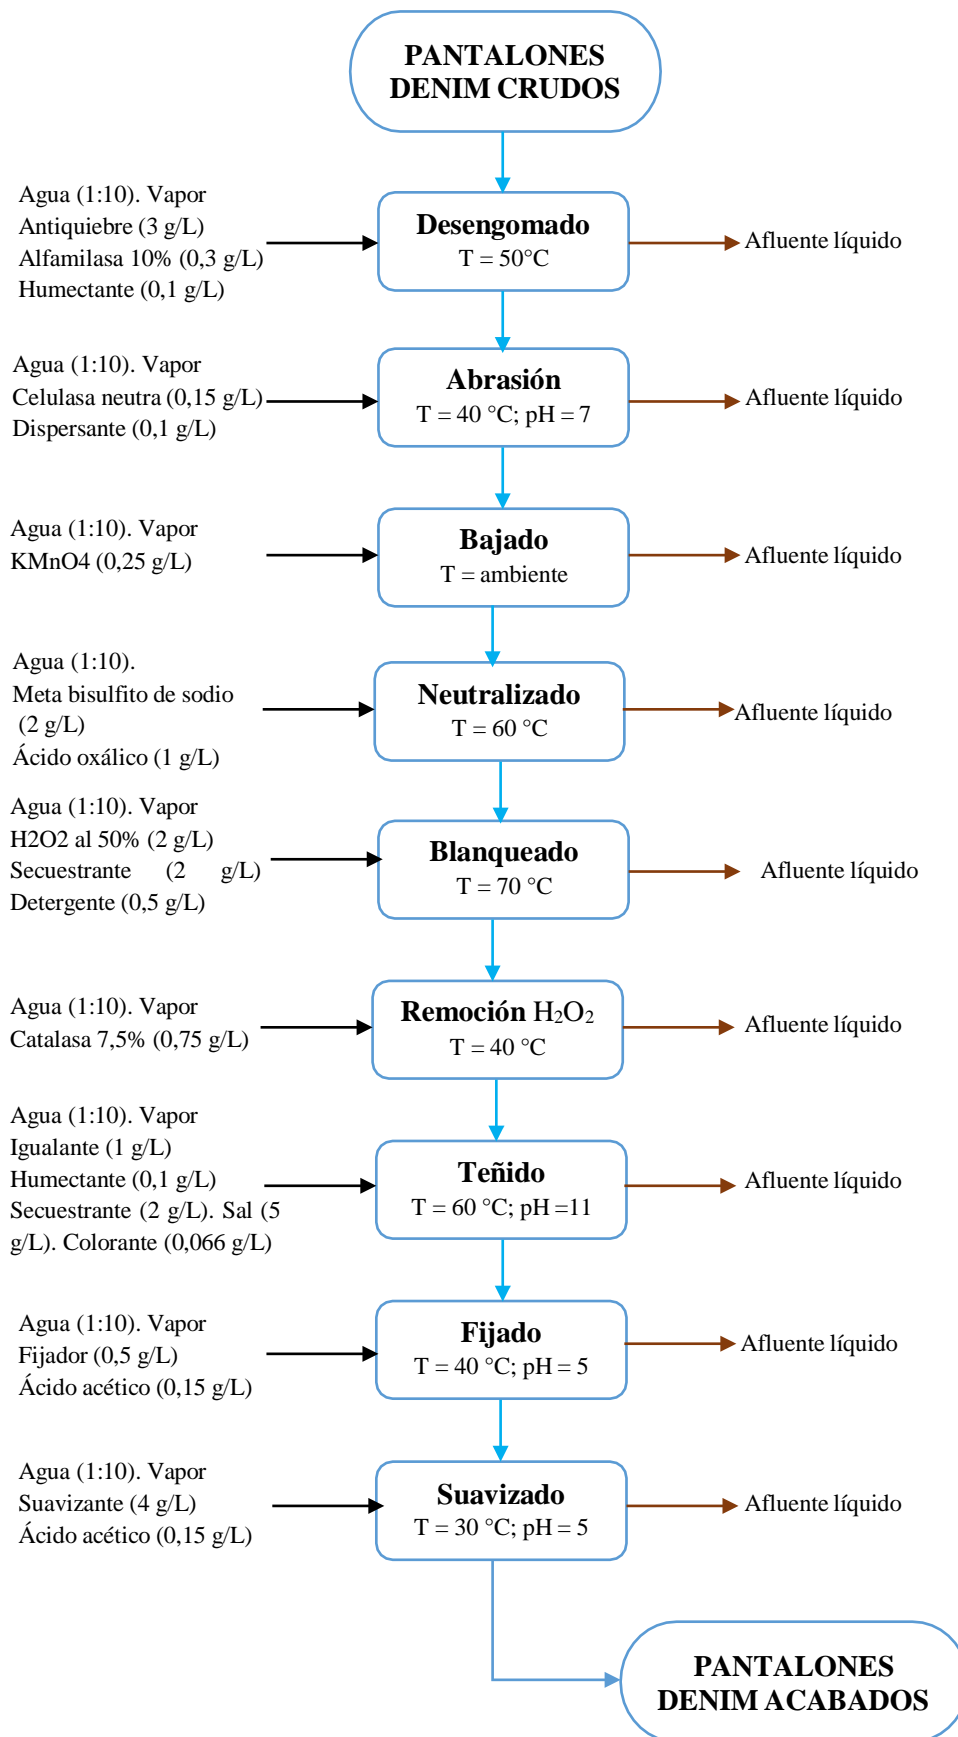 PANTALONES
DENIM CRUDOS
Agua (1:10). Vapor
Antiquiebre (3 g/L)
Alfamilasa 10% (0,3 g/L)
Humectante (0,1 g/L)
Desengomado
T = 50°C
Afluente líquido
Agua (1:10). Vapor
Celulasa neutra (0,15 g/L)
Dispersante (0,1 g/L)
Abrasión
T = 40 °C; pH = 7
Afluente líquido
Agua (1:10). Vapor
KMnO4 (0,25 g/L)
Bajado
T = ambiente
Afluente líquido
Agua (1:10).
Meta bisulfito de sodio
(2 g/L)
Ácido oxálico (1 g/L)
Neutralizado
T = 60 °C
Afluente líquido
Agua (1:10). Vapor
H2O2 al 50% (2 g/L)
Secuestrante (2 g/L)
Detergente (0,5 g/L)
Blanqueado
T = 70 °C
Afluente líquido
Agua (1:10). Vapor
Catalasa 7,5% (0,75 g/L)
Remoción H₂O₂
T = 40 °C
Afluente líquido
Agua (1:10). Vapor
Igualante (1 g/L)
Humectante (0,1 g/L)
Secuestrante (2 g/L). Sal (5
g/L). Colorante (0,066 g/L)
Teñido
T = 60 °C; pH =11
Afluente líquido
Agua (1:10). Vapor
Fijador (0,5 g/L)
Ácido acético (0,15 g/L)
Fijado
T = 40 °C; pH = 5
Afluente líquido
Agua (1:10). Vapor
Suavizante (4 g/L)
Ácido acético (0,15 g/L)
Suavizado
T = 30 °C; pH = 5
Afluente líquido
PANTALONES
DENIM ACABADOS